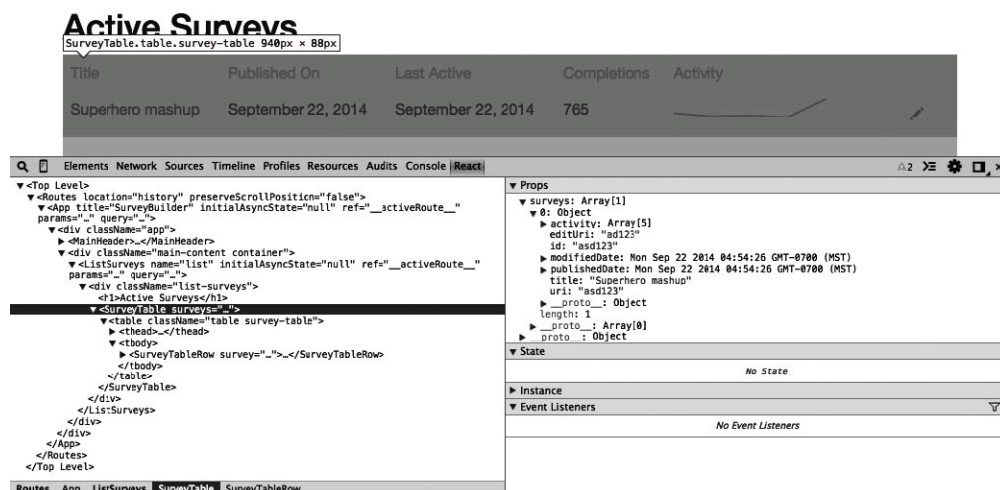 Active Surveys
SurveyTable.table.survey-table 940px × 88px
Title Published On Last Active Completions Activity
Superhero mashup September 22, 2014 September 22, 2014 765
Elements Network Sources Timeline Profiles Resources Audits Console React 2
▼<Top Level>
▼<Routes location="history" preserveScrollPosition="false">
▼<App title="SurveyBuilder" initialAsyncState="null" ref="__activeRoute__"
params="…" query="…">
▼<div className="app">
▶<MainHeader>…</MainHeader>
▼<div className="main-content container">
▼<ListSurveys name="list" initialAsyncState="null" ref="__activeRoute__"
params="…" query="…">
▼<div className="list-surveys">
<h1>Active Surveys</h1>
▼<SurveyTable surveys="…">
▼<table className="table survey-table">
▶<thead>…</thead>
▼<tbody>
▶<SurveyTableRow survey="…">…</SurveyTableRow>
</tbody>
</table>
</SurveyTable>
</div>
</ListSurveys>
</div>
</div>
</App>
</Routes>
</Top Level>
Routes App ListSurveys SurveyTable SurveyTableRow
▼ Props
▼ surveys: Array[1]
▼ 0: Object
▶ activity: Array[5]
editUri: "ad123"
id: "asd123"
▶ modifiedDate: Mon Sep 22 2014 04:54:26 GMT-0700 (MST)
▶ publishedDate: Mon Sep 22 2014 04:54:26 GMT-0700 (MST)
title: "Superhero mashup"
uri: "asd123"
▶ __proto__: Object
length: 1
▶ __proto__: Array[0]
▶ __proto__: Object
▼ State
No State
▶ Instance
▼ Event Listeners
No Event Listeners